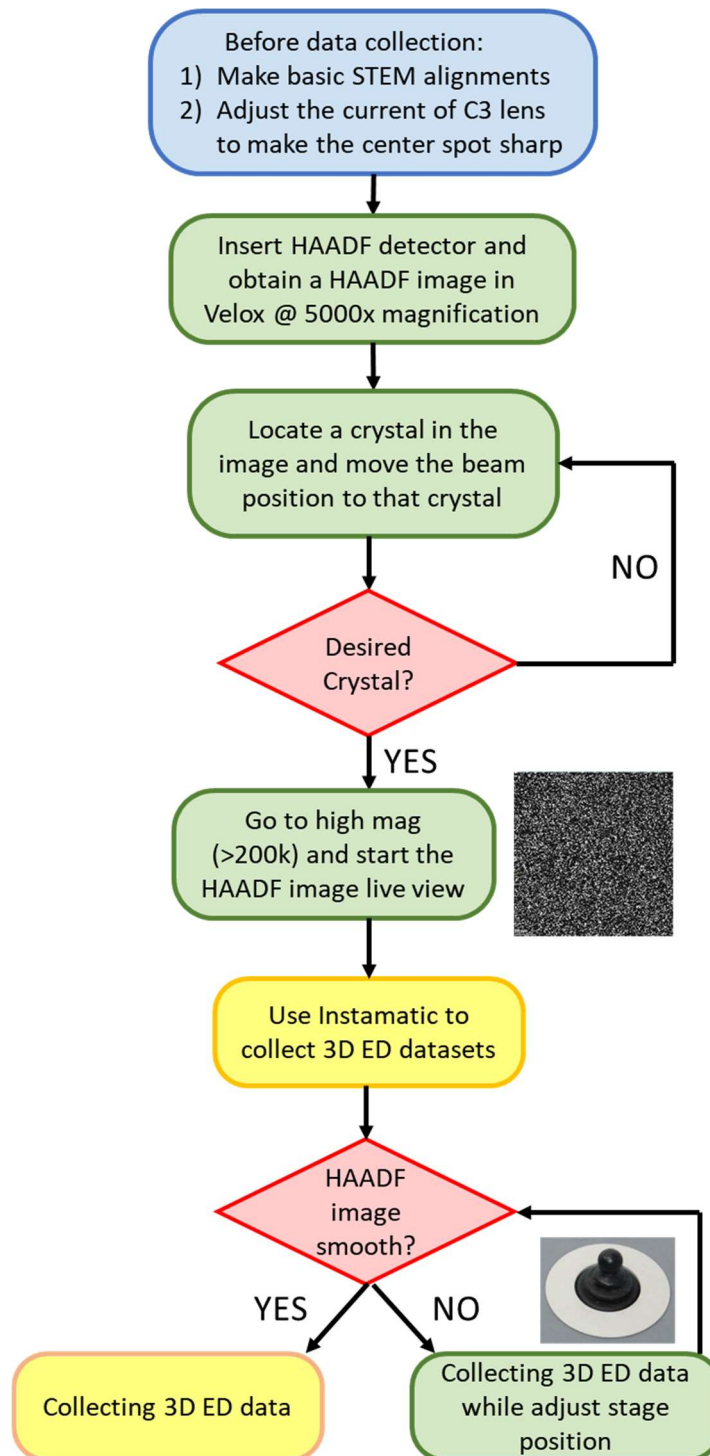 Before data collection:
1) Make basic STEM alignments
2) Adjust the current of C3 lens
to make the center spot sharp
Insert HAADF detector and
obtain a HAADF image in
Velox @ 5000x magnification
Locate a crystal in the
image and move the beam
position to that crystal
NO
Desired
Crystal?
YES
Go to high mag
(>200k) and start the
HAADF image live view
Use Instamatic to
collect 3D ED datasets
HAADF
image
smooth?
YES
NO
Collecting 3D ED data
Collecting 3D ED data
while adjust stage
position